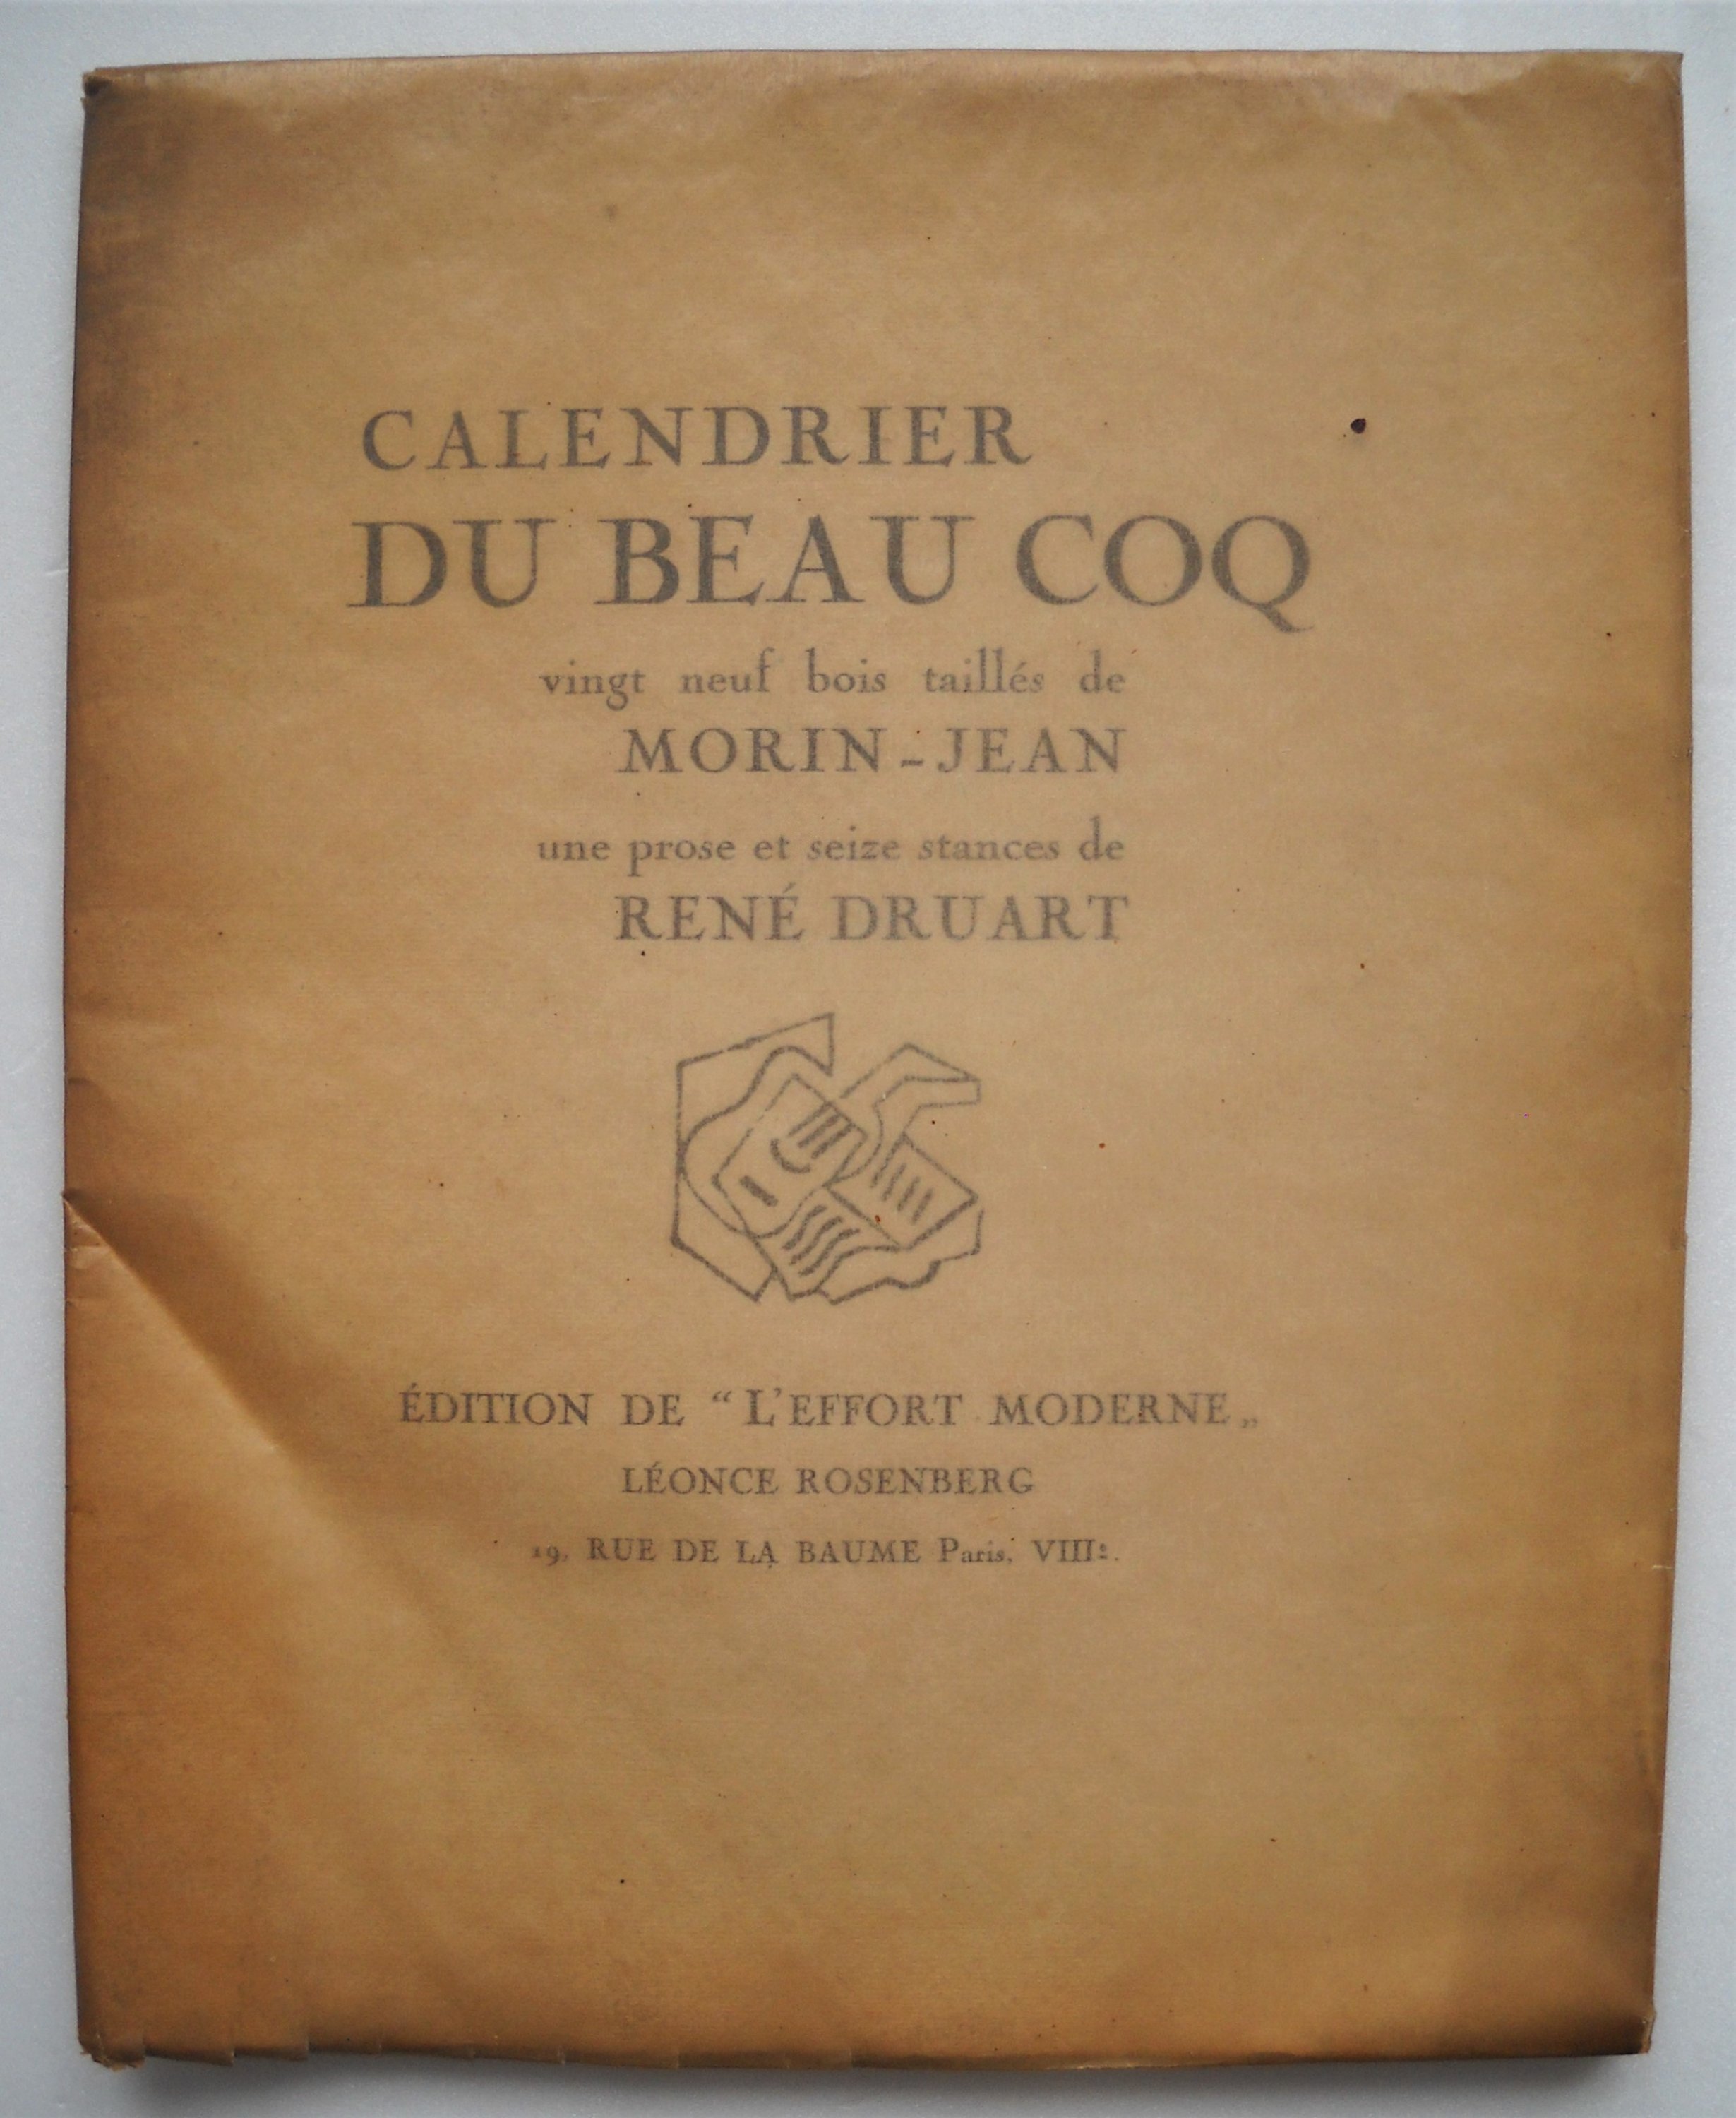 CALENDRIER
DU BEAU COQ
vingt neuf bois taillés de
MORIN-JEAN
une prose et seize stances de
RENÉ DRUART
ÉDITION DE “L'EFFORT MODERNE„
LÉONCE ROSENBERG
19, RUE DE LA BAUME Paris, VIIIe.